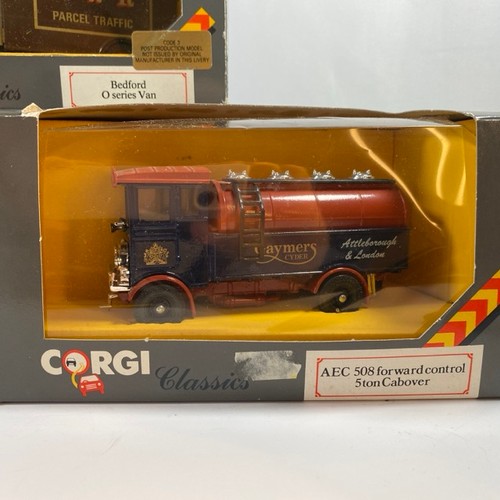 PARCEL TRAFFIC
CODE 3
POST PRODUCTION MODEL
NOT ISSUED BY ORIGINAL
MANUFACTURER IN THIS LIVERY
Bedford
O series Van
Gaymers
CYDER
Attleborough
& London
CORGI
Classics
AEC 508 forward control
5 ton Cabover